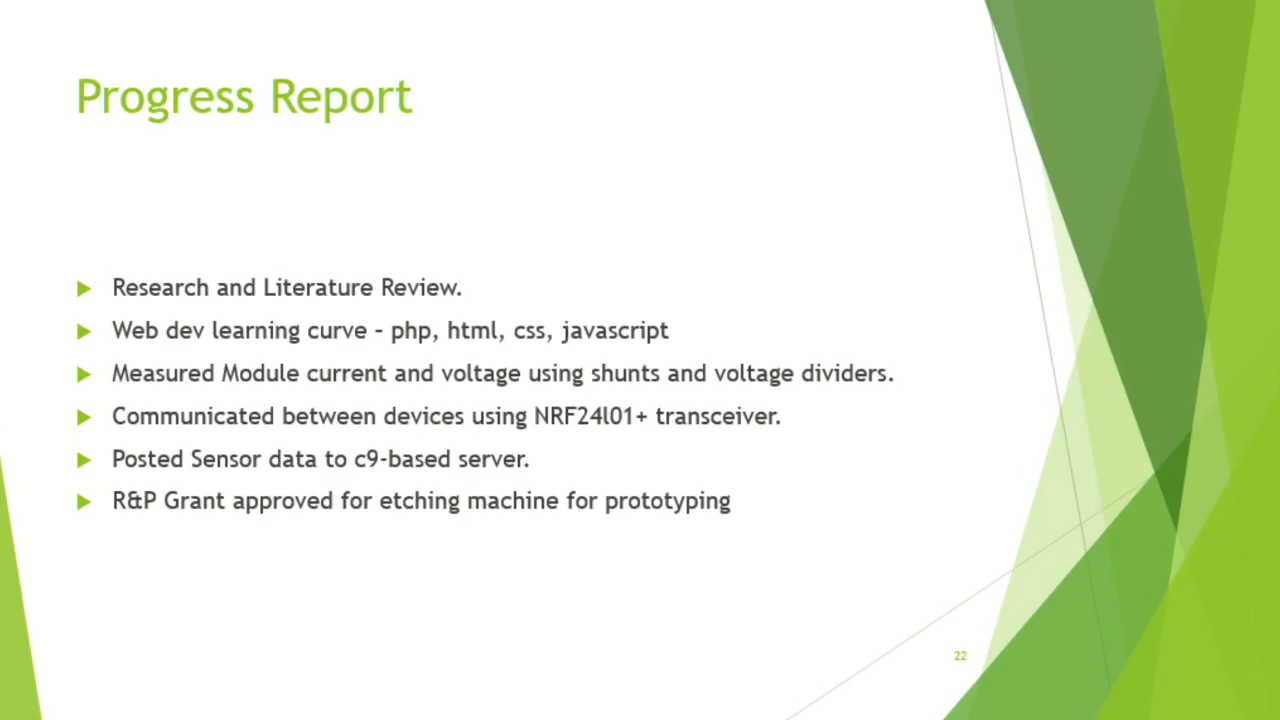 Progress Report
Research and Literature Review.
Web dev learning curve – php, html, css, javascript
Measured Module current and voltage using shunts and voltage dividers.
Communicated between devices using NRF24l01+ transceiver.
Posted Sensor data to c9-based server.
R&P Grant approved for etching machine for prototyping
22